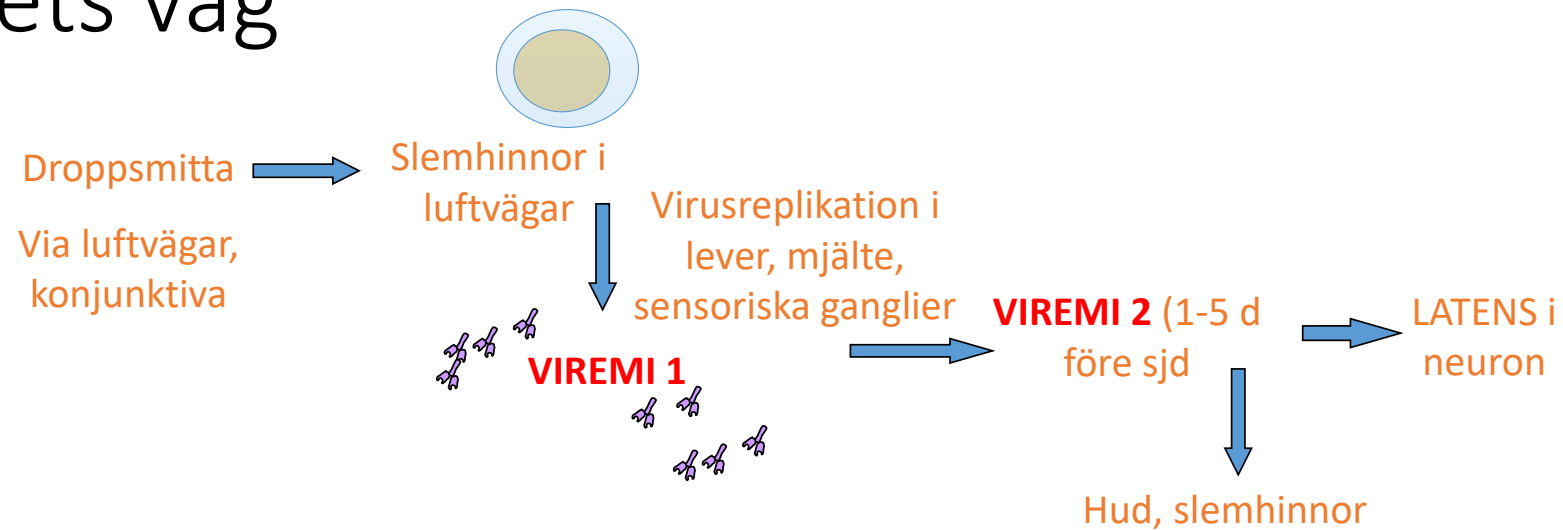 ets väg
Droppsmitta
Via luftvägar,
konjunktiva
Slemhinnor i
luftvägar
VIREMI 1
Virusreplikation i
lever, mjälte,
sensoriska ganglier
VIREMI 2 (1-5 d
före sjd
LATENS i
neuron
Hud, slemhinnor